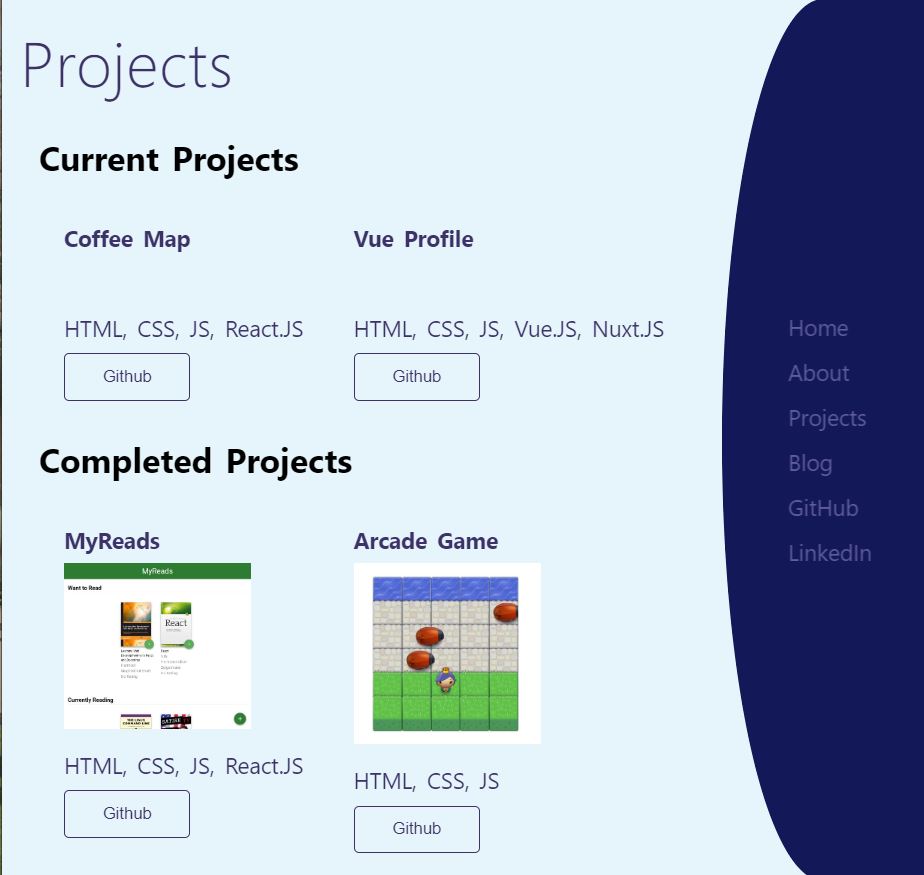 Projects
Current Projects
Coffee Map
HTML, CSS, JS, React.JS
Github
Vue Profile
HTML, CSS, JS, Vue.JS, Nuxt.JS
Github
Completed Projects
MyReads
MyReads
Want to Read
React
Currently Reading
HTML, CSS, JS, React.JS
Github
Arcade Game
HTML, CSS, JS
Github
Home
About
Projects
Blog
GitHub
LinkedIn